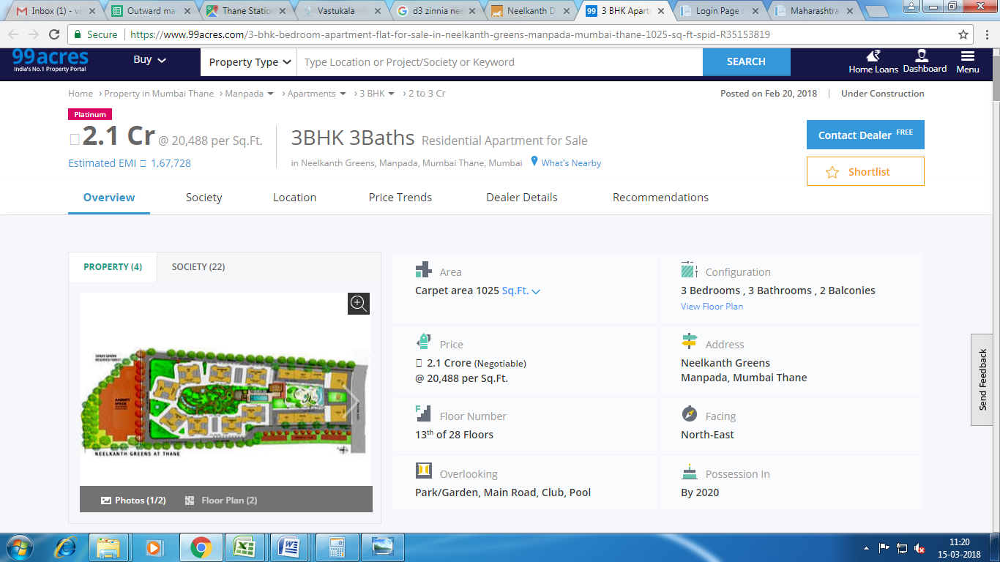 Inbox (1) - vi
Outward ma
Thane Station
Vastukala
d3 zinnia nee
Neelkanth D
3 BHK Apart
Login Page
Maharashtra
Secure
https://www.99acres.com/3-bhk-bedroom-apartment-flat-for-sale-in-neelkanth-greens-manpada-mumbai-thane-1025-sq-ft-spid-R35153819
99acres
India's No.1 Property Portal
Buy
Property Type
Type Location or Project/Society or Keyword
SEARCH
Home Loans
Dashboard
Menu
Home › Property in Mumbai Thane › Manpada › Apartments › 3 BHK › 2 to 3 Cr
Posted on Feb 20, 2018 | Under Construction
Platinum
2.1 Cr @ 20,488 per Sq.Ft.
Estimated EMI 1,67,728
3BHK 3Baths Residential Apartment for Sale
in Neelkanth Greens, Manpada, Mumbai Thane, Mumbai What's Nearby
Contact Dealer FREE
Shortlist
Overview Society Location Price Trends Dealer Details Recommendations
PROPERTY (4) SOCIETY (22)
NEELKANTH GREENS AT THANE
Photos (1/2) Floor Plan (2)
Area
Carpet area 1025 Sq.Ft.
Configuration
3 Bedrooms , 3 Bathrooms , 2 Balconies
View Floor Plan
Price
2.1 Crore (Negotiable)
@ 20,488 per Sq.Ft.
Address
Neelkanth Greens
Manpada, Mumbai Thane
Floor Number
13th of 28 Floors
Facing
North-East
Overlooking
Park/Garden, Main Road, Club, Pool
Possession In
By 2020
Send Feedback
11:20
15-03-2018